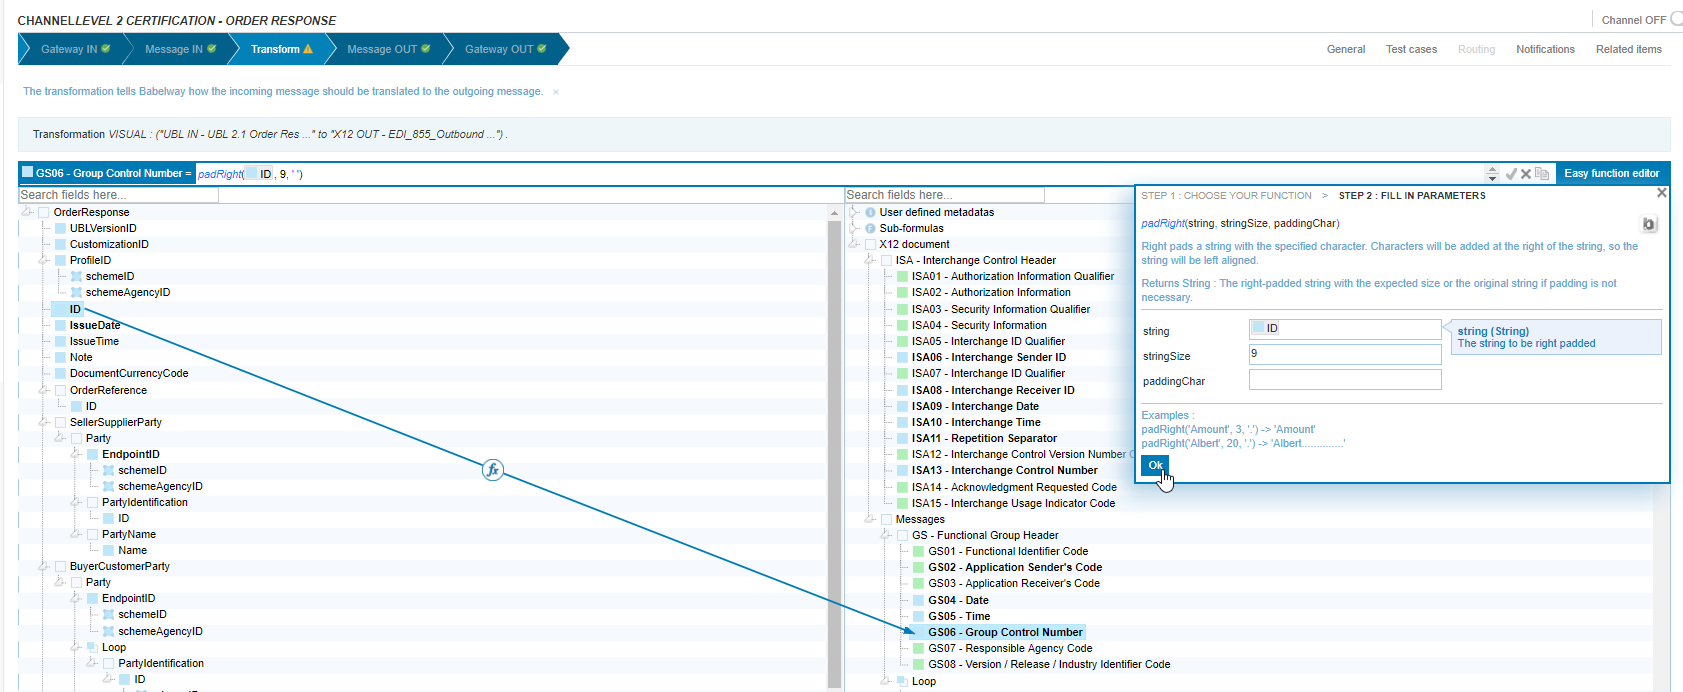 CHANNELLEVEL 2 CERTIFICATION - ORDER RESPONSE
Channel OFF
Gateway IN
Message IN
Transform
Message OUT
Gateway OUT
General
Test cases
Routing
Notifications
Related items
The transformation tells Babelway how the incoming message should be translated to the outgoing message. ×
Transformation VISUAL : ("UBL IN - UBL 2.1 Order Res ..." to "X12 OUT - EDI_855_Outbound ...") .
GS06 - Group Control Number =
padRight( ID , 9, ' ')
Easy function editor
Search fields here...
OrderResponse
UBLVersionID
CustomizationID
ProfileID
schemeID
schemeAgencyID
ID
IssueDate
IssueTime
Note
DocumentCurrencyCode
OrderReference
ID
SellerSupplierParty
Party
EndpointID
schemeID
schemeAgencyID
PartyIdentification
ID
PartyName
Name
BuyerCustomerParty
Party
EndpointID
schemeID
schemeAgencyID
Loop
PartyIdentification
ID
fx
Search fields here...
User defined metadatas
Sub-formulas
X12 document
ISA - Interchange Control Header
ISA01 - Authorization Information Qualifier
ISA02 - Authorization Information
ISA03 - Security Information Qualifier
ISA04 - Security Information
ISA05 - Interchange ID Qualifier
ISA06 - Interchange Sender ID
ISA07 - Interchange ID Qualifier
ISA08 - Interchange Receiver ID
ISA09 - Interchange Date
ISA10 - Interchange Time
ISA11 - Repetition Separator
ISA12 - Interchange Control Version Number
ISA13 - Interchange Control Number
ISA14 - Acknowledgment Requested Code
ISA15 - Interchange Usage Indicator Code
Messages
GS - Functional Group Header
GS01 - Functional Identifier Code
GS02 - Application Sender's Code
GS03 - Application Receiver's Code
GS04 - Date
GS05 - Time
GS06 - Group Control Number
GS07 - Responsible Agency Code
GS08 - Version / Release / Industry Identifier Code
Loop
STEP 1 : CHOOSE YOUR FUNCTION > STEP 2 : FILL IN PARAMETERS
padRight(string, stringSize, paddingChar)
Right pads a string with the specified character. Characters will be added at the right of the string, so the
string will be left aligned.
Returns String : The right-padded string with the expected size or the original string if padding is not
necessary.
string
ID
string (String)
The string to be right padded
stringSize
9
paddingChar
Examples :
padRight('Amount', 3, '.') -> 'Amount'
padRight('Albert', 20, '.') -> 'Albert..............'
Ok